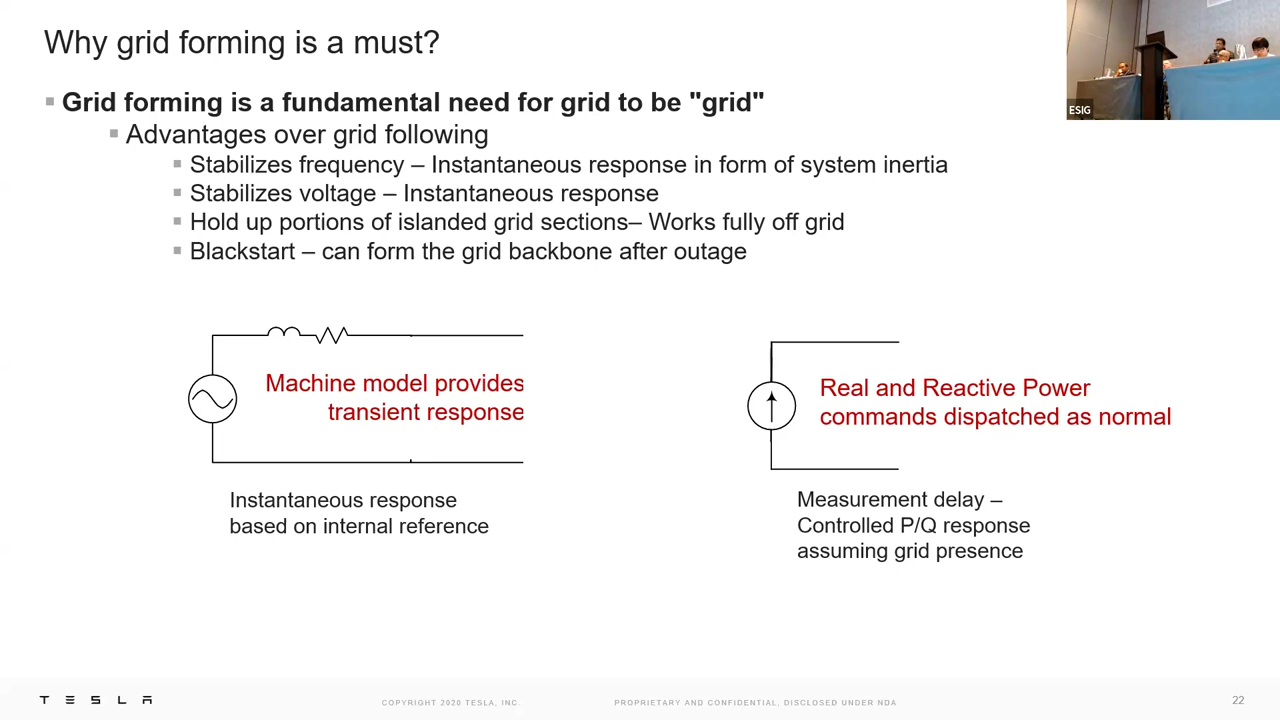 Why grid forming is a must?
ESIG
Grid forming is a fundamental need for grid to be "grid"
Advantages over grid following
Stabilizes frequency – Instantaneous response in form of system inertia
Stabilizes voltage – Instantaneous response
Hold up portions of islanded grid sections– Works fully off grid
Blackstart – can form the grid backbone after outage
Machine model provides
transient response
Instantaneous response
based on internal reference
Real and Reactive Power
commands dispatched as normal
Measurement delay –
Controlled P/Q response
assuming grid presence
TESLA
COPYRIGHT 2020 TESLA, INC.
PROPRIETARY AND CONFIDENTIAL, DISCLOSED UNDER NDA
22